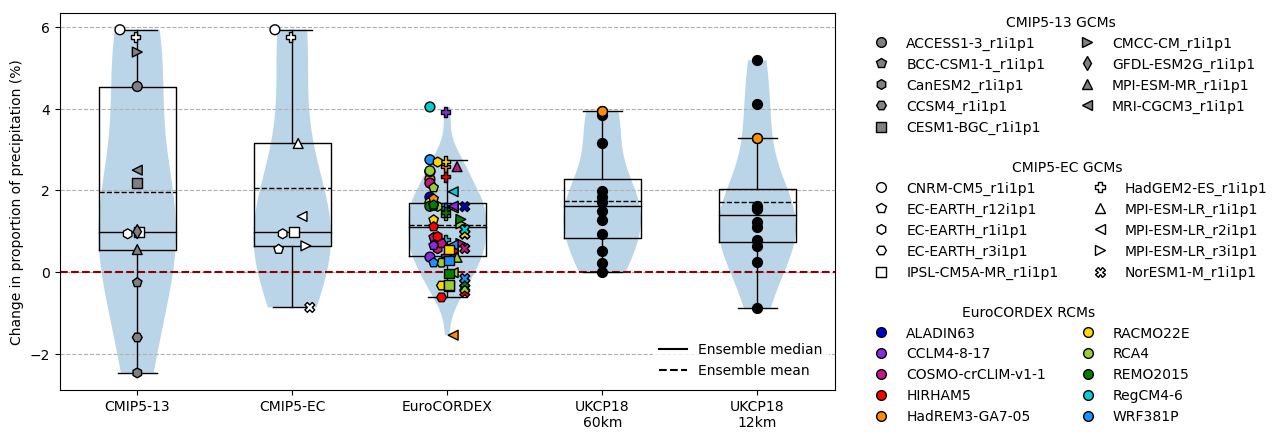 Change in proportion of precipitation (%)
6
4
2
0
−2
CMIP5-13
CMIP5-EC
EuroCORDEX
UKCP18
60km
UKCP18
12km
Ensemble median
Ensemble mean
CMIP5-13 GCMs
ACCESS1-3_r1i1p1
BCC-CSM1-1_r1i1p1
CanESM2_r1i1p1
CCSM4_r1i1p1
CESM1-BGC_r1i1p1
CMCC-CM_r1i1p1
GFDL-ESM2G_r1i1p1
MPI-ESM-MR_r1i1p1
MRI-CGCM3_r1i1p1
CMIP5-EC GCMs
CNRM-CM5_r1i1p1
EC-EARTH_r12i1p1
EC-EARTH_r1i1p1
EC-EARTH_r3i1p1
IPSL-CM5A-MR_r1i1p1
HadGEM2-ES_r1i1p1
MPI-ESM-LR_r1i1p1
MPI-ESM-LR_r2i1p1
MPI-ESM-LR_r3i1p1
NorESM1-M_r1i1p1
EuroCORDEX RCMs
ALADIN63
CCLM4-8-17
COSMO-crCLIM-v1-1
HIRHAM5
HadREM3-GA7-05
RACMO22E
RCA4
REMO2015
RegCM4-6
WRF381P